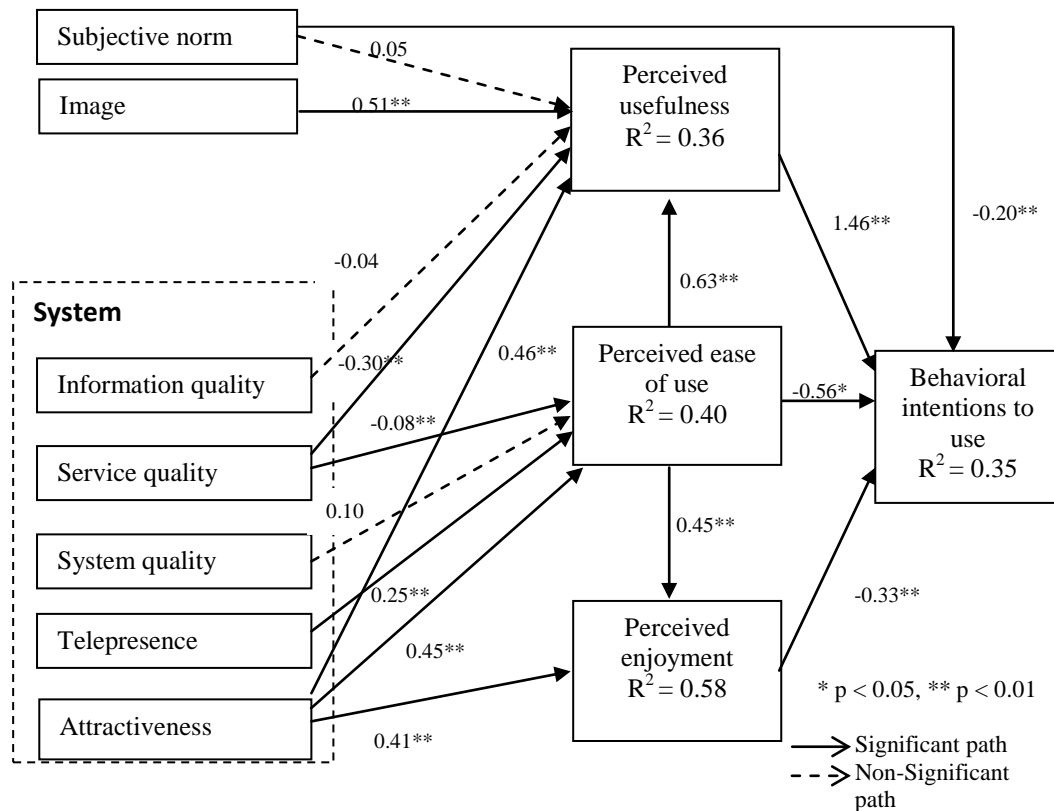 Subjective norm
0.05
Image
0.51**
Perceived
usefulness
R² = 0.36
-0.20**
1.46**
-0.04
0.63**
System
Information quality
-0.30**
0.46**
Perceived ease
of use
R² = 0.40
-0.56*
Behavioral
intentions to
use
R² = 0.35
Service quality
-0.08**
0.10
0.45**
System quality
Telepresence
0.25**
0.45**
Perceived
enjoyment
R² = 0.58
-0.33**
* p < 0.05, ** p < 0.01
Attractiveness
0.41**
Significant path
Non-Significant
path